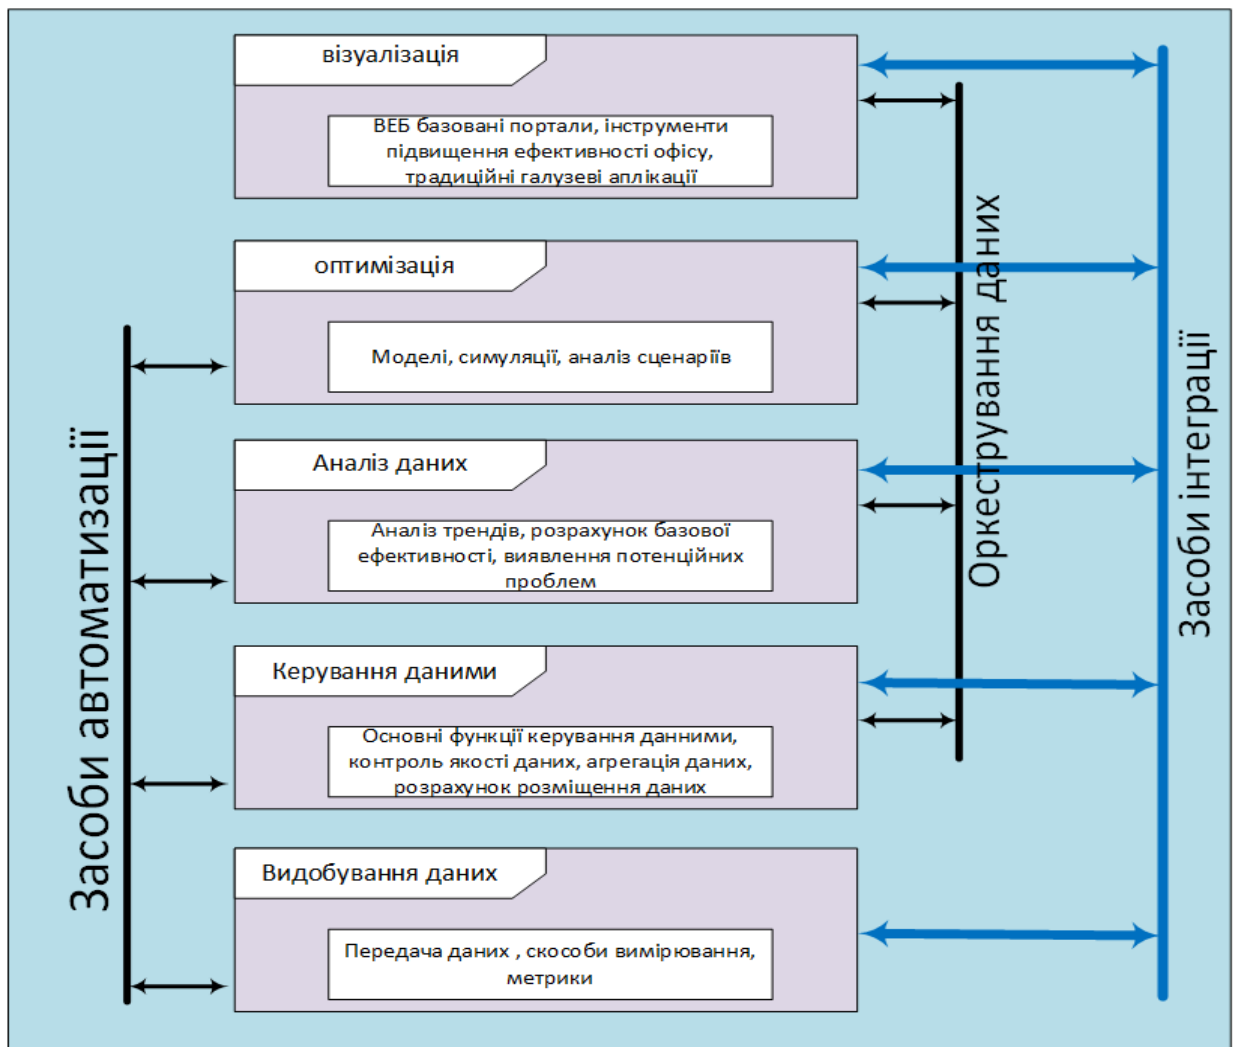 візуалізація
ВЕБ базовані портали, інструменти
підвищення ефективності офісу,
традиційні галузеві аплікації
оптимізація
Моделі, симуляції, аналіз сценаріїв
Аналіз даних
Аналіз трендів, розрахунок базової
ефективності, виявлення потенційних
проблем
Керування даними
Основні функції керування данними,
контроль якості даних, агрегація даних,
розрахунок розміщення даних
Видобування даних
Передача даних , скособи вимірювання,
метрики
Засоби автоматизації
Оркестрування даних
Засоби інтеграції